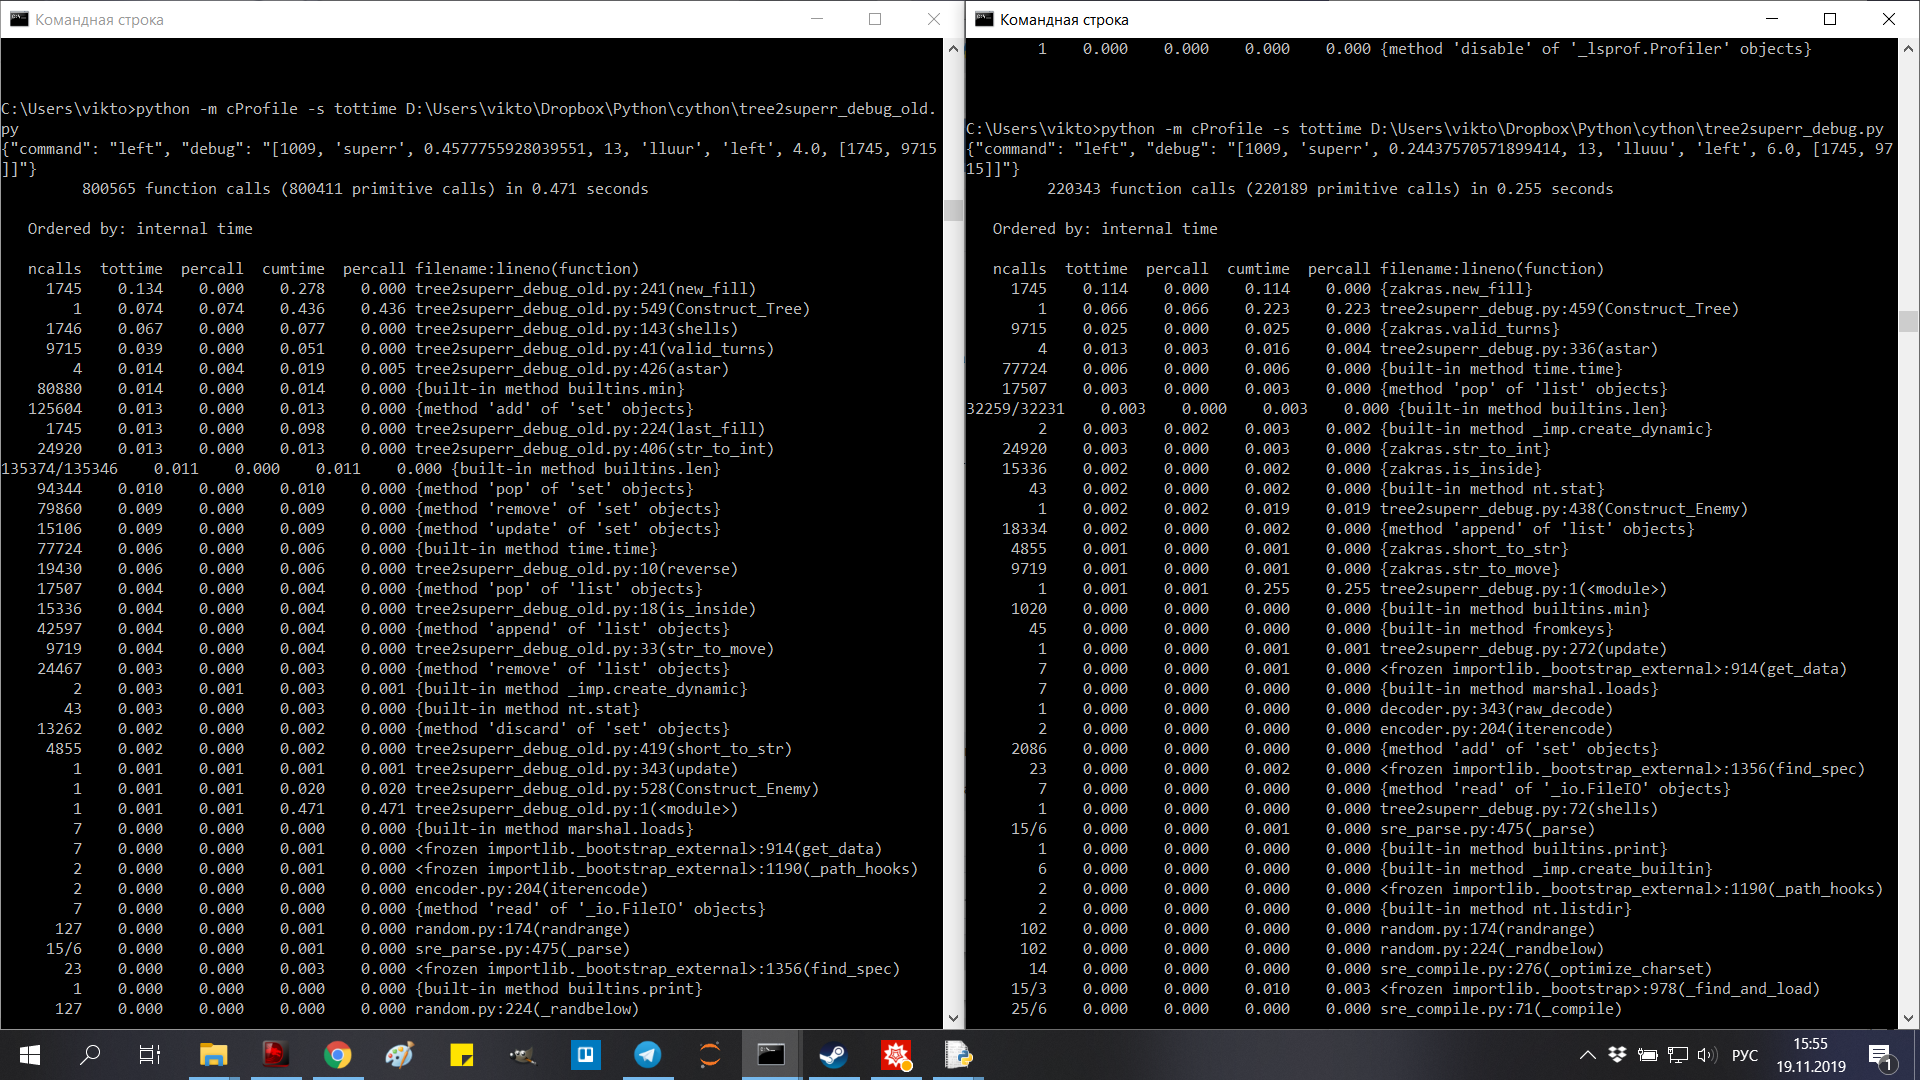 Командная строка
C:\Users\vikto>python -m cProfile -s tottime D:\Users\vikto\Dropbox\Python\cython\tree2superr_debug_old.
py
{"command": "left", "debug": "[1009, 'superr', 0.4577755928039551, 13, 'lluur', 'left', 4.0, [1745, 9715
]]"}
800565 function calls (800411 primitive calls) in 0.471 seconds
Ordered by: internal time
ncalls tottime percall cumtime percall filename:lineno(function)
1745 0.134 0.000 0.278 0.000 tree2superr_debug_old.py:241(new_fill)
1 0.074 0.074 0.436 0.436 tree2superr_debug_old.py:549(Construct_Tree)
1746 0.067 0.000 0.077 0.000 tree2superr_debug_old.py:143(shells)
9715 0.039 0.000 0.051 0.000 tree2superr_debug_old.py:41(valid_turns)
4 0.014 0.004 0.019 0.005 tree2superr_debug_old.py:426(astar)
80880 0.014 0.000 0.014 0.000 {built-in method builtins.min}
125604 0.013 0.000 0.013 0.000 {method 'add' of 'set' objects}
1745 0.013 0.000 0.098 0.000 tree2superr_debug_old.py:224(last_fill)
24920 0.013 0.000 0.013 0.000 tree2superr_debug_old.py:406(str_to_int)
135374/135346 0.011 0.000 0.011 0.000 {built-in method builtins.len}
94344 0.010 0.000 0.010 0.000 {method 'pop' of 'set' objects}
79860 0.009 0.000 0.009 0.000 {method 'remove' of 'set' objects}
15106 0.009 0.000 0.009 0.000 {method 'update' of 'set' objects}
77724 0.006 0.000 0.006 0.000 {built-in method time.time}
19430 0.006 0.000 0.006 0.000 tree2superr_debug_old.py:10(reverse)
17507 0.004 0.000 0.004 0.000 {method 'pop' of 'list' objects}
15336 0.004 0.000 0.004 0.000 tree2superr_debug_old.py:18(is_inside)
42597 0.004 0.000 0.004 0.000 {method 'append' of 'list' objects}
9719 0.004 0.000 0.004 0.000 tree2superr_debug_old.py:33(str_to_move)
24467 0.003 0.000 0.003 0.000 {method 'remove' of 'list' objects}
2 0.003 0.001 0.003 0.001 {built-in method _imp.create_dynamic}
43 0.003 0.000 0.003 0.000 {built-in method nt.stat}
13262 0.002 0.000 0.002 0.000 {method 'discard' of 'set' objects}
4855 0.002 0.000 0.002 0.000 tree2superr_debug_old.py:419(short_to_str)
1 0.001 0.001 0.001 0.001 tree2superr_debug_old.py:343(update)
1 0.001 0.001 0.020 0.020 tree2superr_debug_old.py:528(Construct_Enemy)
1 0.001 0.001 0.471 0.471 tree2superr_debug_old.py:1(<module>)
7 0.000 0.000 0.000 0.000 {built-in method marshal.loads}
7 0.000 0.000 0.001 0.000 <frozen importlib._bootstrap_external>:914(get_data)
2 0.000 0.000 0.001 0.000 <frozen importlib._bootstrap_external>:1190(_path_hooks)
2 0.000 0.000 0.000 0.000 encoder.py:204(iterencode)
7 0.000 0.000 0.000 0.000 {method 'read' of '_io.FileIO' objects}
127 0.000 0.000 0.001 0.000 random.py:174(randrange)
15/6 0.000 0.000 0.001 0.000 sre_parse.py:475(_parse)
23 0.000 0.000 0.003 0.000 <frozen importlib._bootstrap_external>:1356(find_spec)
1 0.000 0.000 0.000 0.000 {built-in method builtins.print}
127 0.000 0.000 0.000 0.000 random.py:224(_randbelow)
Командная строка
1 0.000 0.000 0.000 0.000 {method 'disable' of '_lsprof.Profiler' objects}
C:\Users\vikto>python -m cProfile -s tottime D:\Users\vikto\Dropbox\Python\cython\tree2superr_debug.py
{"command": "left", "debug": "[1009, 'superr', 0.24437570571899414, 13, 'lluuu', 'left', 6.0, [1745, 97
15]]"}
220343 function calls (220189 primitive calls) in 0.255 seconds
Ordered by: internal time
ncalls tottime percall cumtime percall filename:lineno(function)
1745 0.114 0.000 0.114 0.000 {zakras.new_fill}
1 0.066 0.066 0.223 0.223 tree2superr_debug.py:459(Construct_Tree)
9715 0.025 0.000 0.025 0.000 {zakras.valid_turns}
4 0.013 0.003 0.016 0.004 tree2superr_debug.py:336(astar)
77724 0.006 0.000 0.006 0.000 {built-in method time.time}
17507 0.003 0.000 0.003 0.000 {method 'pop' of 'list' objects}
32259/32231 0.003 0.000 0.003 0.000 {built-in method builtins.len}
2 0.003 0.002 0.003 0.002 {built-in method _imp.create_dynamic}
24920 0.003 0.000 0.003 0.000 {zakras.str_to_int}
15336 0.002 0.000 0.002 0.000 {zakras.is_inside}
43 0.002 0.000 0.002 0.000 {built-in method nt.stat}
1 0.002 0.002 0.019 0.019 tree2superr_debug.py:438(Construct_Enemy)
18334 0.002 0.000 0.002 0.000 {method 'append' of 'list' objects}
4855 0.001 0.000 0.001 0.000 {zakras.short_to_str}
9719 0.001 0.000 0.001 0.000 {zakras.str_to_move}
1 0.001 0.001 0.255 0.255 tree2superr_debug.py:1(<module>)
1020 0.000 0.000 0.000 0.000 {built-in method builtins.min}
45 0.000 0.000 0.000 0.000 {built-in method fromkeys}
1 0.000 0.000 0.001 0.001 tree2superr_debug.py:272(update)
7 0.000 0.000 0.001 0.000 <frozen importlib._bootstrap_external>:914(get_data)
7 0.000 0.000 0.000 0.000 {built-in method marshal.loads}
1 0.000 0.000 0.000 0.000 decoder.py:343(raw_decode)
2 0.000 0.000 0.000 0.000 encoder.py:204(iterencode)
2086 0.000 0.000 0.000 0.000 {method 'add' of 'set' objects}
23 0.000 0.000 0.002 0.000 <frozen importlib._bootstrap_external>:1356(find_spec)
7 0.000 0.000 0.000 0.000 {method 'read' of '_io.FileIO' objects}
1 0.000 0.000 0.000 0.000 tree2superr_debug.py:72(shells)
15/6 0.000 0.000 0.001 0.000 sre_parse.py:475(_parse)
1 0.000 0.000 0.000 0.000 {built-in method builtins.print}
6 0.000 0.000 0.000 0.000 {built-in method _imp.create_builtin}
2 0.000 0.000 0.000 0.000 <frozen importlib._bootstrap_external>:1190(_path_hooks)
2 0.000 0.000 0.000 0.000 {built-in method nt.listdir}
102 0.000 0.000 0.000 0.000 random.py:174(randrange)
102 0.000 0.000 0.000 0.000 random.py:224(_randbelow)
14 0.000 0.000 0.000 0.000 sre_compile.py:276(_optimize_charset)
15/3 0.000 0.000 0.010 0.003 <frozen importlib._bootstrap>:978(_find_and_load)
25/6 0.000 0.000 0.000 0.000 sre_compile.py:71(_compile)
РУС
15:55
19.11.2019
1